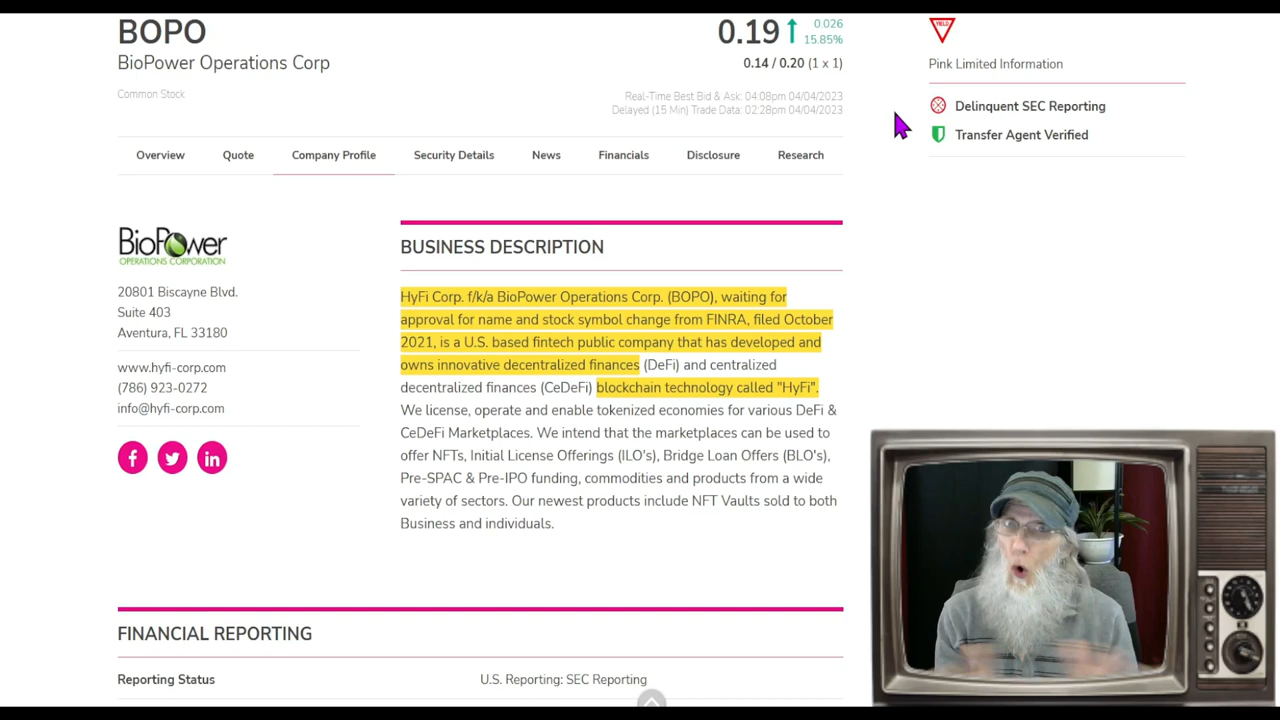 BOPO
BioPower Operations Corp
Common Stock
0.19
0.026
15.85%
0.14 / 0.20 (1 x 1)
Real-Time Best Bid & Ask: 04:08pm 04/04/2023
Delayed (15 Min) Trade Data: 02:28pm 04/04/2023
YIELD
Pink Limited Information
Delinquent SEC Reporting
Transfer Agent Verified
Overview Quote Company Profile Security Details News Financials Disclosure Research
BioPower
OPERATIONS CORPORATION
20801 Biscayne Blvd.
Suite 403
Aventura, FL 33180
www.hyfi-corp.com
(786) 923-0272
info@hyfi-corp.com
BUSINESS DESCRIPTION
HyFi Corp. f/k/a BioPower Operations Corp. (BOPO), waiting for
approval for name and stock symbol change from FINRA, filed October
2021, is a U.S. based fintech public company that has developed and
owns innovative decentralized finances (DeFi) and centralized
decentralized finances (CeDeFi) blockchain technology called "HyFi".
We license, operate and enable tokenized economies for various DeFi &
CeDeFi Marketplaces. We intend that the marketplaces can be used to
offer NFTs, Initial License Offerings (ILO's), Bridge Loan Offers (BLO's),
Pre-SPAC & Pre-IPO funding, commodities and products from a wide
variety of sectors. Our newest products include NFT Vaults sold to both
Business and individuals.
FINANCIAL REPORTING
Reporting Status U.S. Reporting: SEC Reporting